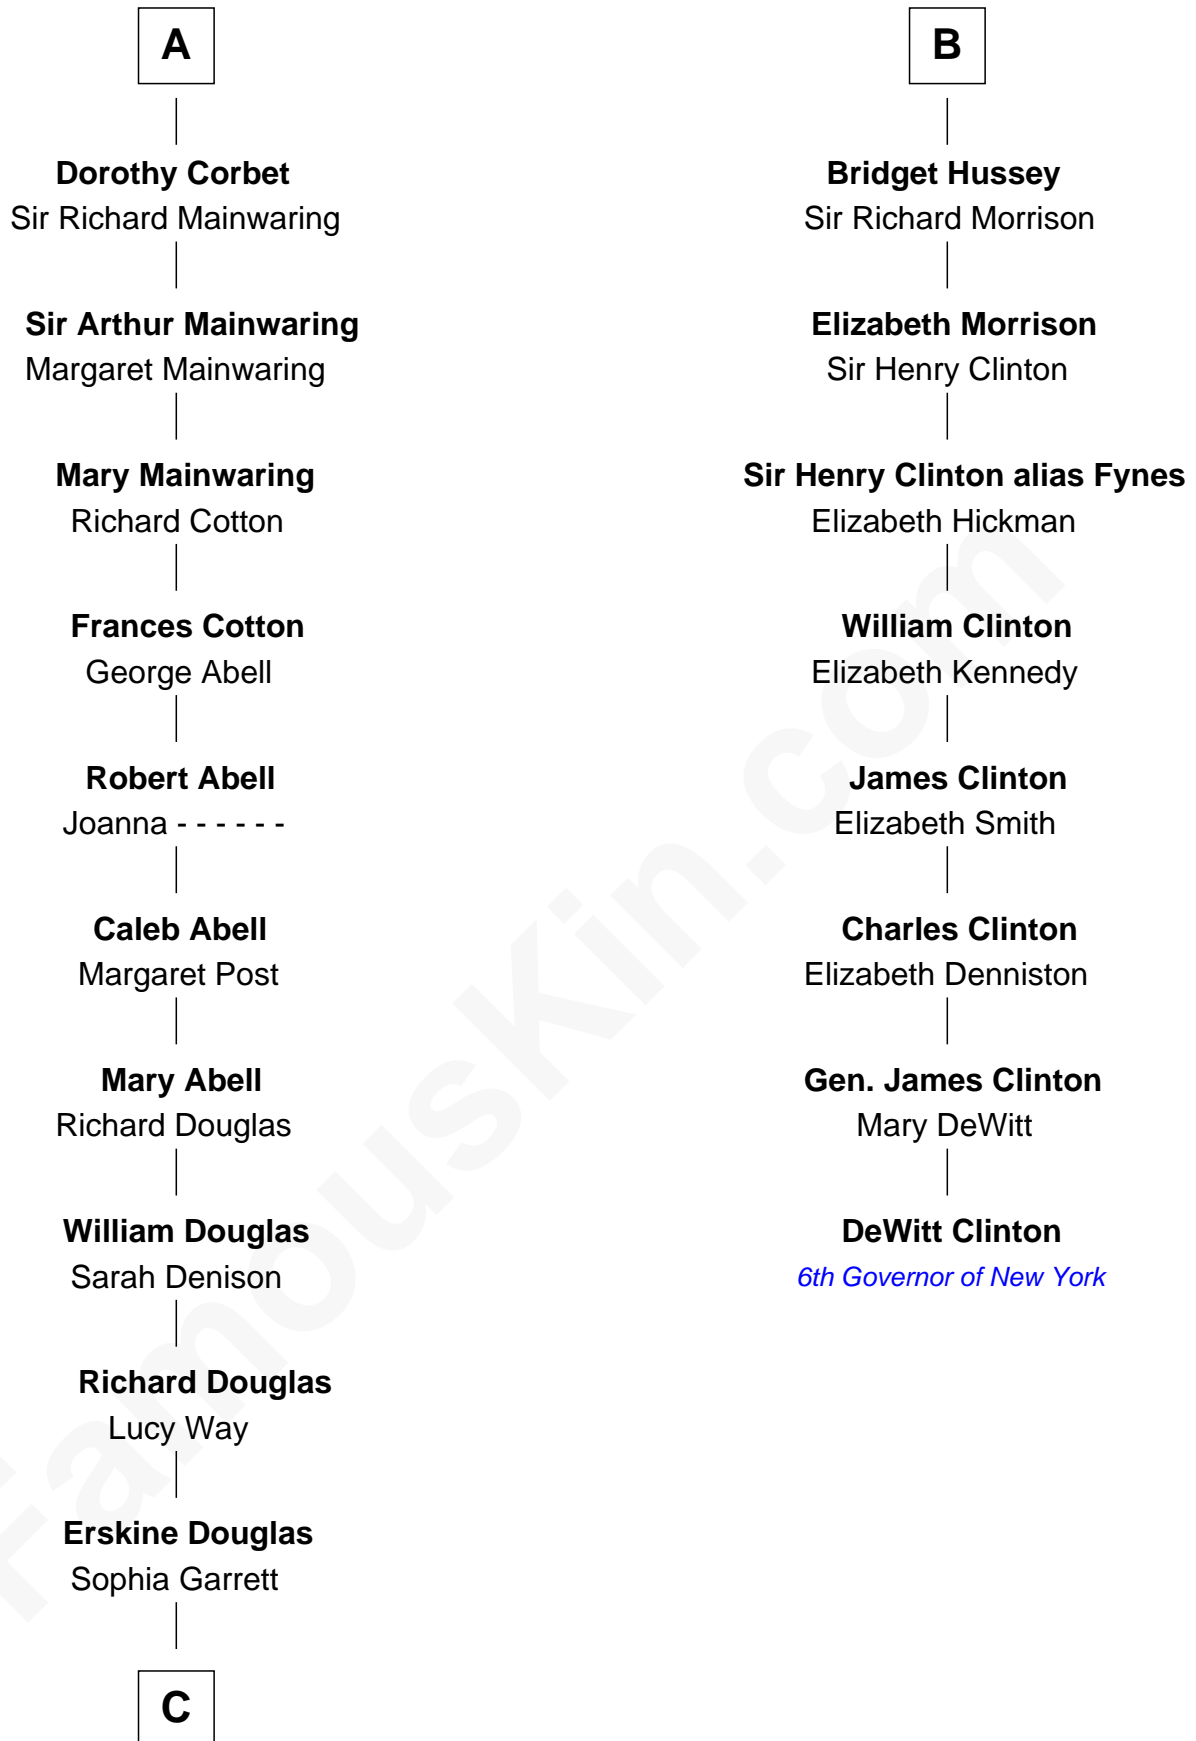 A
Dorothy Corbet
Sir Richard Mainwaring
Sir Arthur Mainwaring
Margaret Mainwaring
Mary Mainwaring
Richard Cotton
Frances Cotton
George Abell
Robert Abell
Joanna - - - - - -
Caleb Abell
Margaret Post
Mary Abell
Richard Douglas
William Douglas
Sarah Denison
Richard Douglas
Lucy Way
Erskine Douglas
Sophia Garrett
C
B
Bridget Hussey
Sir Richard Morrison
Elizabeth Morrison
Sir Henry Clinton
Sir Henry Clinton alias Fynes
Elizabeth Hickman
William Clinton
Elizabeth Kennedy
James Clinton
Elizabeth Smith
Charles Clinton
Elizabeth Denniston
Gen. James Clinton
Mary DeWitt
DeWitt Clinton
6th Governor of New York
FamousKin.com